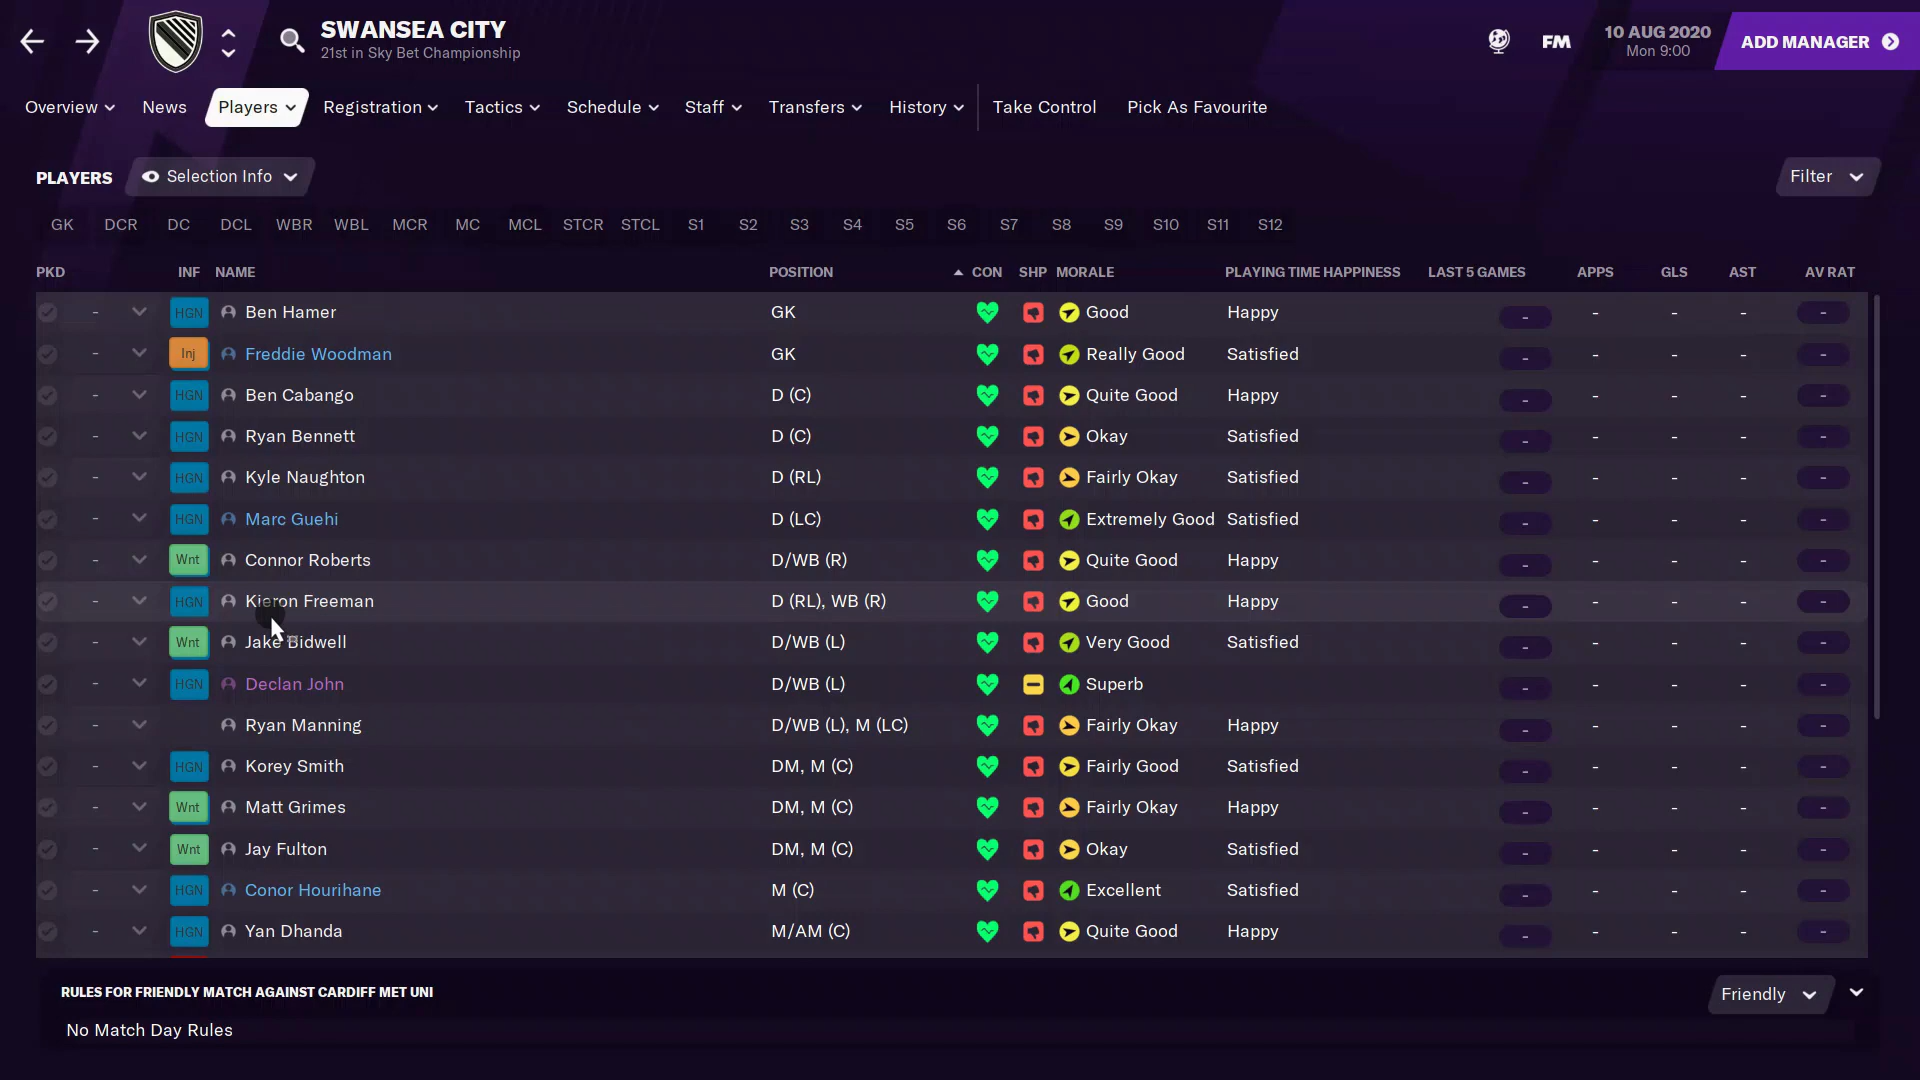 SWANSEA CITY
21st in Sky Bet Championship
FM
10 AUG 2020
Mon 9:00
ADD MANAGER
Overview News Players Registration Tactics Schedule Staff Transfers History Take Control Pick As Favourite
PLAYERS Selection Info Filter
GK DCR DC DCL WBR WBL MCR MC MCL STCR STCL S1 S2 S3 S4 S5 S6 S7 S8 S9 S10 S11 S12
PKD INF NAME POSITION CON SHP MORALE PLAYING TIME HAPPINESS LAST 5 GAMES APPS GLS AST AV RAT
- HGN Ben Hamer GK Good Happy - - - - -
- Inj Freddie Woodman GK Really Good Satisfied - - - - -
- HGN Ben Cabango D (C) Quite Good Happy - - - - -
- HGN Ryan Bennett D (C) Okay Satisfied - - - - -
- HGN Kyle Naughton D (RL) Fairly Okay Satisfied - - - - -
- HGN Marc Guehi D (LC) Extremely Good Satisfied - - - - -
- Wnt Connor Roberts D/WB (R) Quite Good Happy - - - - -
- HGN Kieron Freeman D (RL), WB (R) Good Happy - - - - -
- Wnt Jake Bidwell D/WB (L) Very Good Satisfied - - - - -
- HGN Declan John D/WB (L) Superb - - - - -
- Ryan Manning D/WB (L), M (LC) Fairly Okay Happy - - - - -
- HGN Korey Smith DM, M (C) Fairly Good Satisfied - - - - -
- Wnt Matt Grimes DM, M (C) Fairly Okay Happy - - - - -
- Wnt Jay Fulton DM, M (C) Okay Satisfied - - - - -
- HGN Conor Hourihane M (C) Excellent Satisfied - - - - -
- HGN Yan Dhanda M/AM (C) Quite Good Happy - - - - -
RULES FOR FRIENDLY MATCH AGAINST CARDIFF MET UNI Friendly
No Match Day Rules